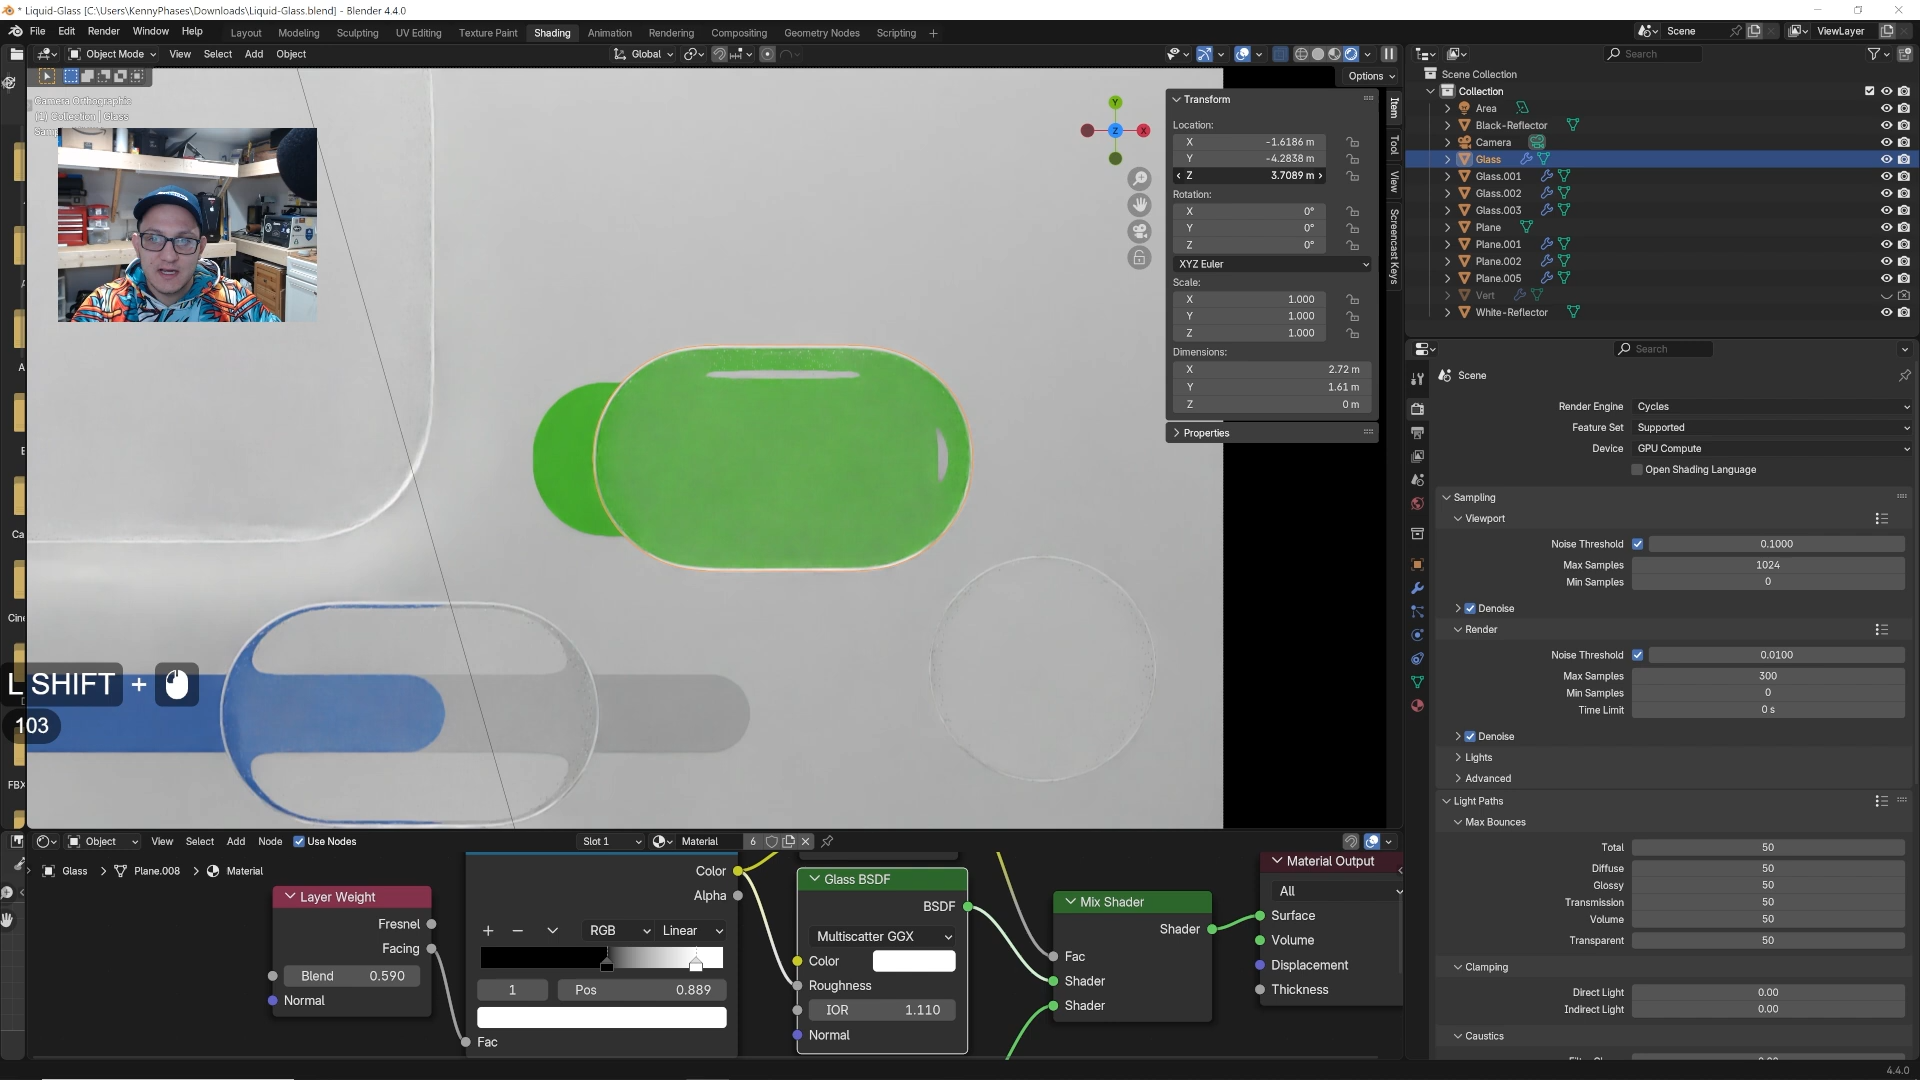 * Liquid-Glass [C:\Users\KennyPhases\Downloads\Liquid-Glass.blend] - Blender 4.4.0
File Edit Render Window Help
Layout Modeling Sculpting UV Editing Texture Paint Shading Animation Rendering Compositing Geometry Nodes Scripting +
Scene ViewLayer
Object Mode View Select Add Object Global
Search
Options
Camera Orthographic
(1) Collection | Glass
Y
X
Z
Item
Tool
View
Screencast Keys
Transform
Location:
X -1.6186 m
Y -4.2838 m
Z 3.7089 m
Rotation:
X 0°
Y 0°
Z 0°
XYZ Euler
Scale:
X 1.000
Y 1.000
Z 1.000
Dimensions:
X 2.72 m
Y 1.61 m
Z 0 m
Properties
Scene Collection
Collection
Area
Black-Reflector
Camera
Glass
Glass.001
Glass.002
Glass.003
Plane
Plane.001
Plane.002
Plane.005
Vert
White-Reflector
Search
Scene
Render Engine Cycles
Feature Set Supported
Device GPU Compute
Open Shading Language
Sampling
Viewport
Noise Threshold 0.1000
Max Samples 1024
Min Samples 0
Denoise
Render
Noise Threshold 0.0100
Max Samples 300
Min Samples 0
Time Limit 0 s
Denoise
Lights
Advanced
Light Paths
Max Bounces
Total 50
Diffuse 50
Glossy 50
Transmission 50
Volume 50
Transparent 50
Clamping
Direct Light 0.00
Indirect Light 0.00
Caustics
L SHIFT +
103
Object View Select Add Node Use Nodes Slot 1 Material 6
Glass > Plane.008 > Material
Layer Weight
Fresnel
Facing
Blend 0.590
Normal
Color
Alpha
+ − RGB Linear
1 Pos 0.889
Fac
Glass BSDF
BSDF
Multiscatter GGX
Color
Roughness
IOR 1.110
Normal
Mix Shader
Shader
Fac
Shader
Shader
Material Output
All
Surface
Volume
Displacement
Thickness
4.4.0